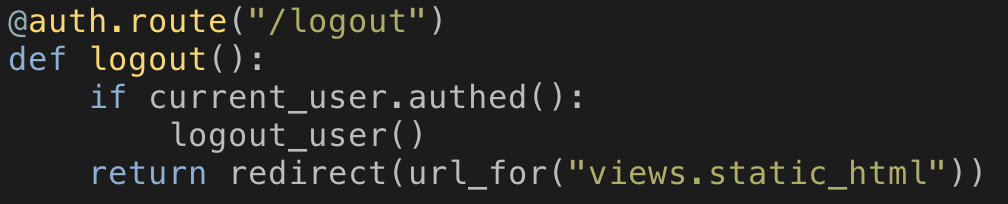 @auth.route("/logout")
def logout():
    if current_user.authed():
        logout_user()
    return redirect(url_for("views.static_html"))